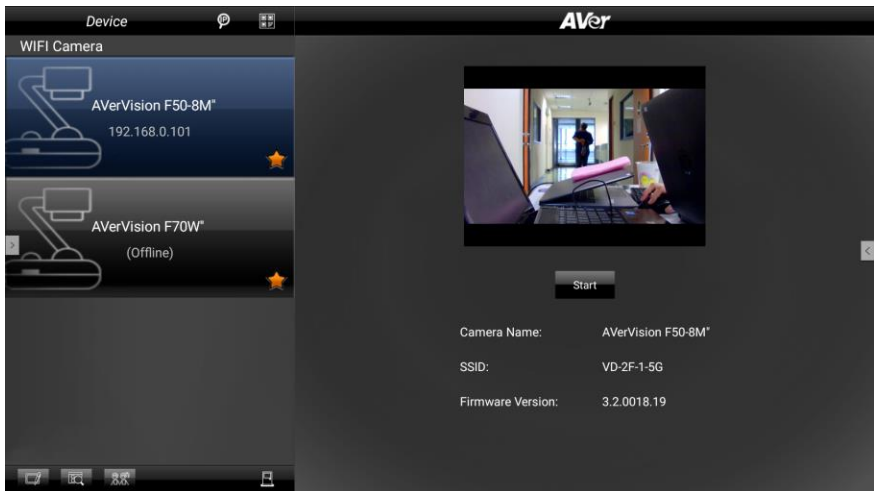 Device
IP
AVer
WIFI Camera
AVerVision F50-8M"
192.168.0.101
AVerVision F70W"
(Offline)
Start
Camera Name: AVerVision F50-8M"
SSID: VD-2F-1-5G
Firmware Version: 3.2.0018.19